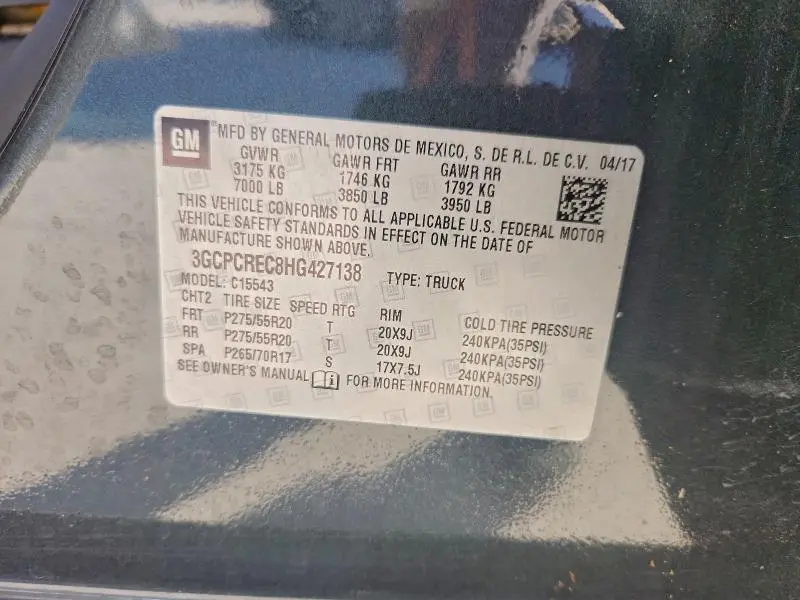 GM MFD BY GENERAL MOTORS DE MEXICO, S. DE R.L. DE C.V. 04/17
GVWR GAWR FRT GAWR RR
3175 KG 1746 KG 1792 KG
7000 LB 3850 LB 3950 LB
THIS VEHICLE CONFORMS TO ALL APPLICABLE U.S. FEDERAL MOTOR
VEHICLE SAFETY STANDARDS IN EFFECT ON THE DATE OF
MANUFACTURE SHOWN ABOVE.
3GCPCREC8HG427138 TYPE: TRUCK
MODEL: C15543
CHT2 TIRE SIZE SPEED RTG RIM COLD TIRE PRESSURE
FRT P275/55R20 T 20X9J 240KPA(35PSI)
RR P275/55R20 T 20X9J 240KPA(35PSI)
SPA P265/70R17 S 17X7.5J 240KPA(35PSI)
SEE OWNER'S MANUAL FOR MORE INFORMATION.